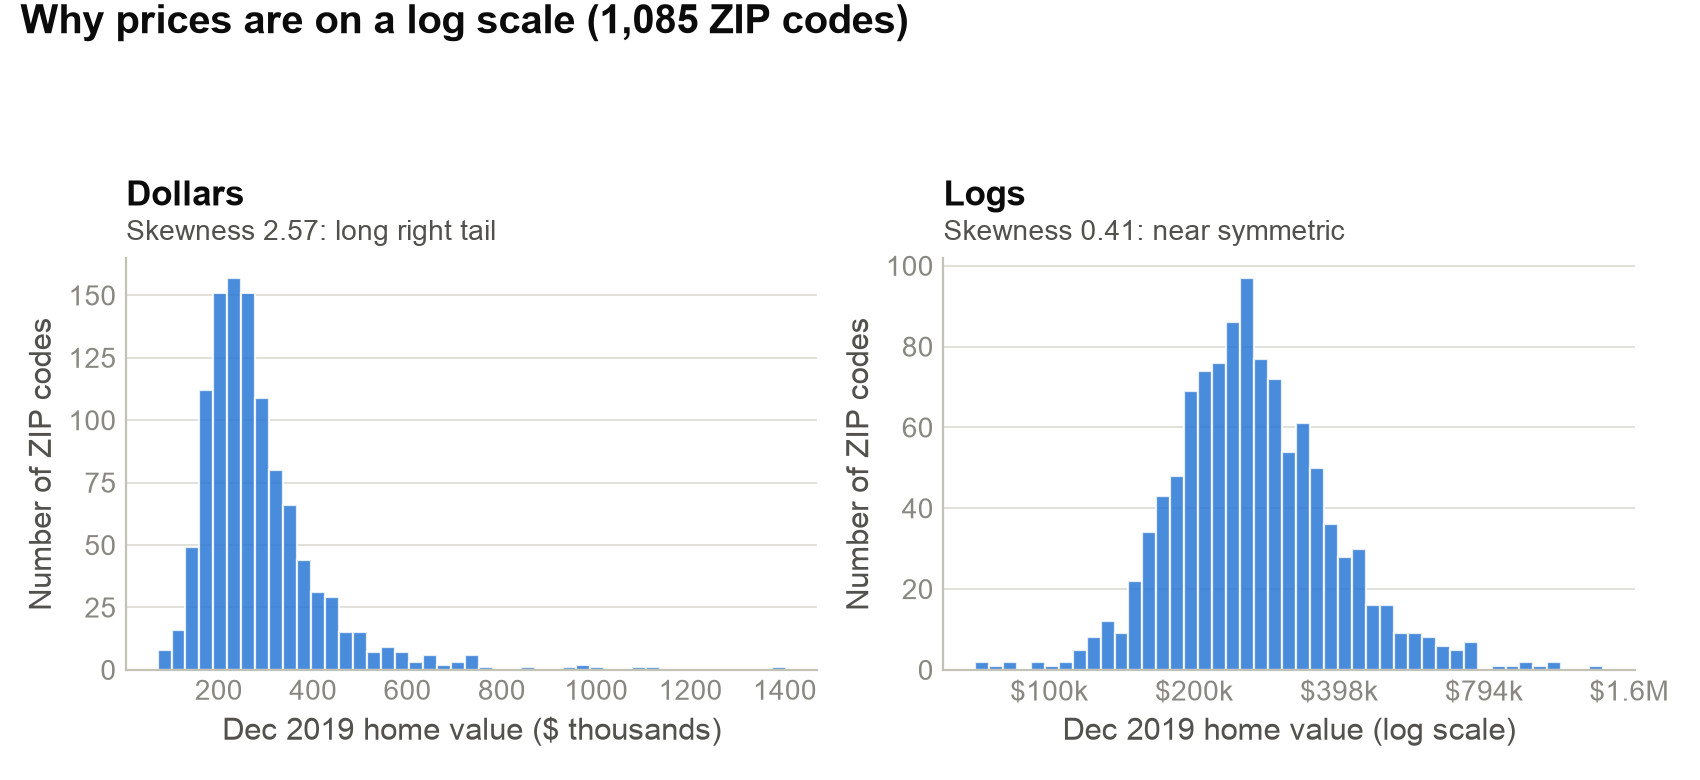 Why prices are on a log scale (1,085 ZIP codes)
Dollars
Skewness 2.57: long right tail
Number of ZIP codes
150
125
100
75
50
25
0
200 400 600 800 1000 1200 1400
Dec 2019 home value ($ thousands)
Logs
Skewness 0.41: near symmetric
Number of ZIP codes
100
80
60
40
20
0
$100k $200k $398k $794k $1.6M
Dec 2019 home value (log scale)